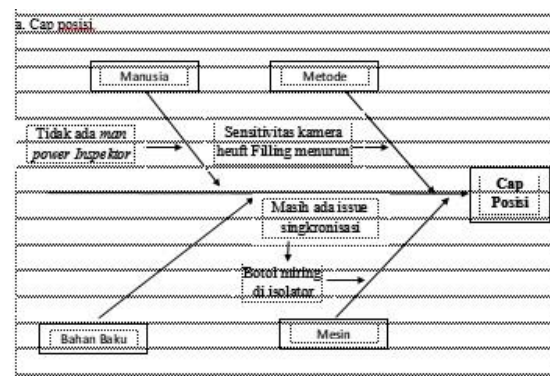 a. Cap posisi.
Manusia
Metode
Tidak ada man
power Inspektor
Sensitivitas kamera
heuft Filling menurun
Cap
Posisi
Masih ada issue
singkronisasi
Botol miring
di isolator
Bahan Baku
Mesin